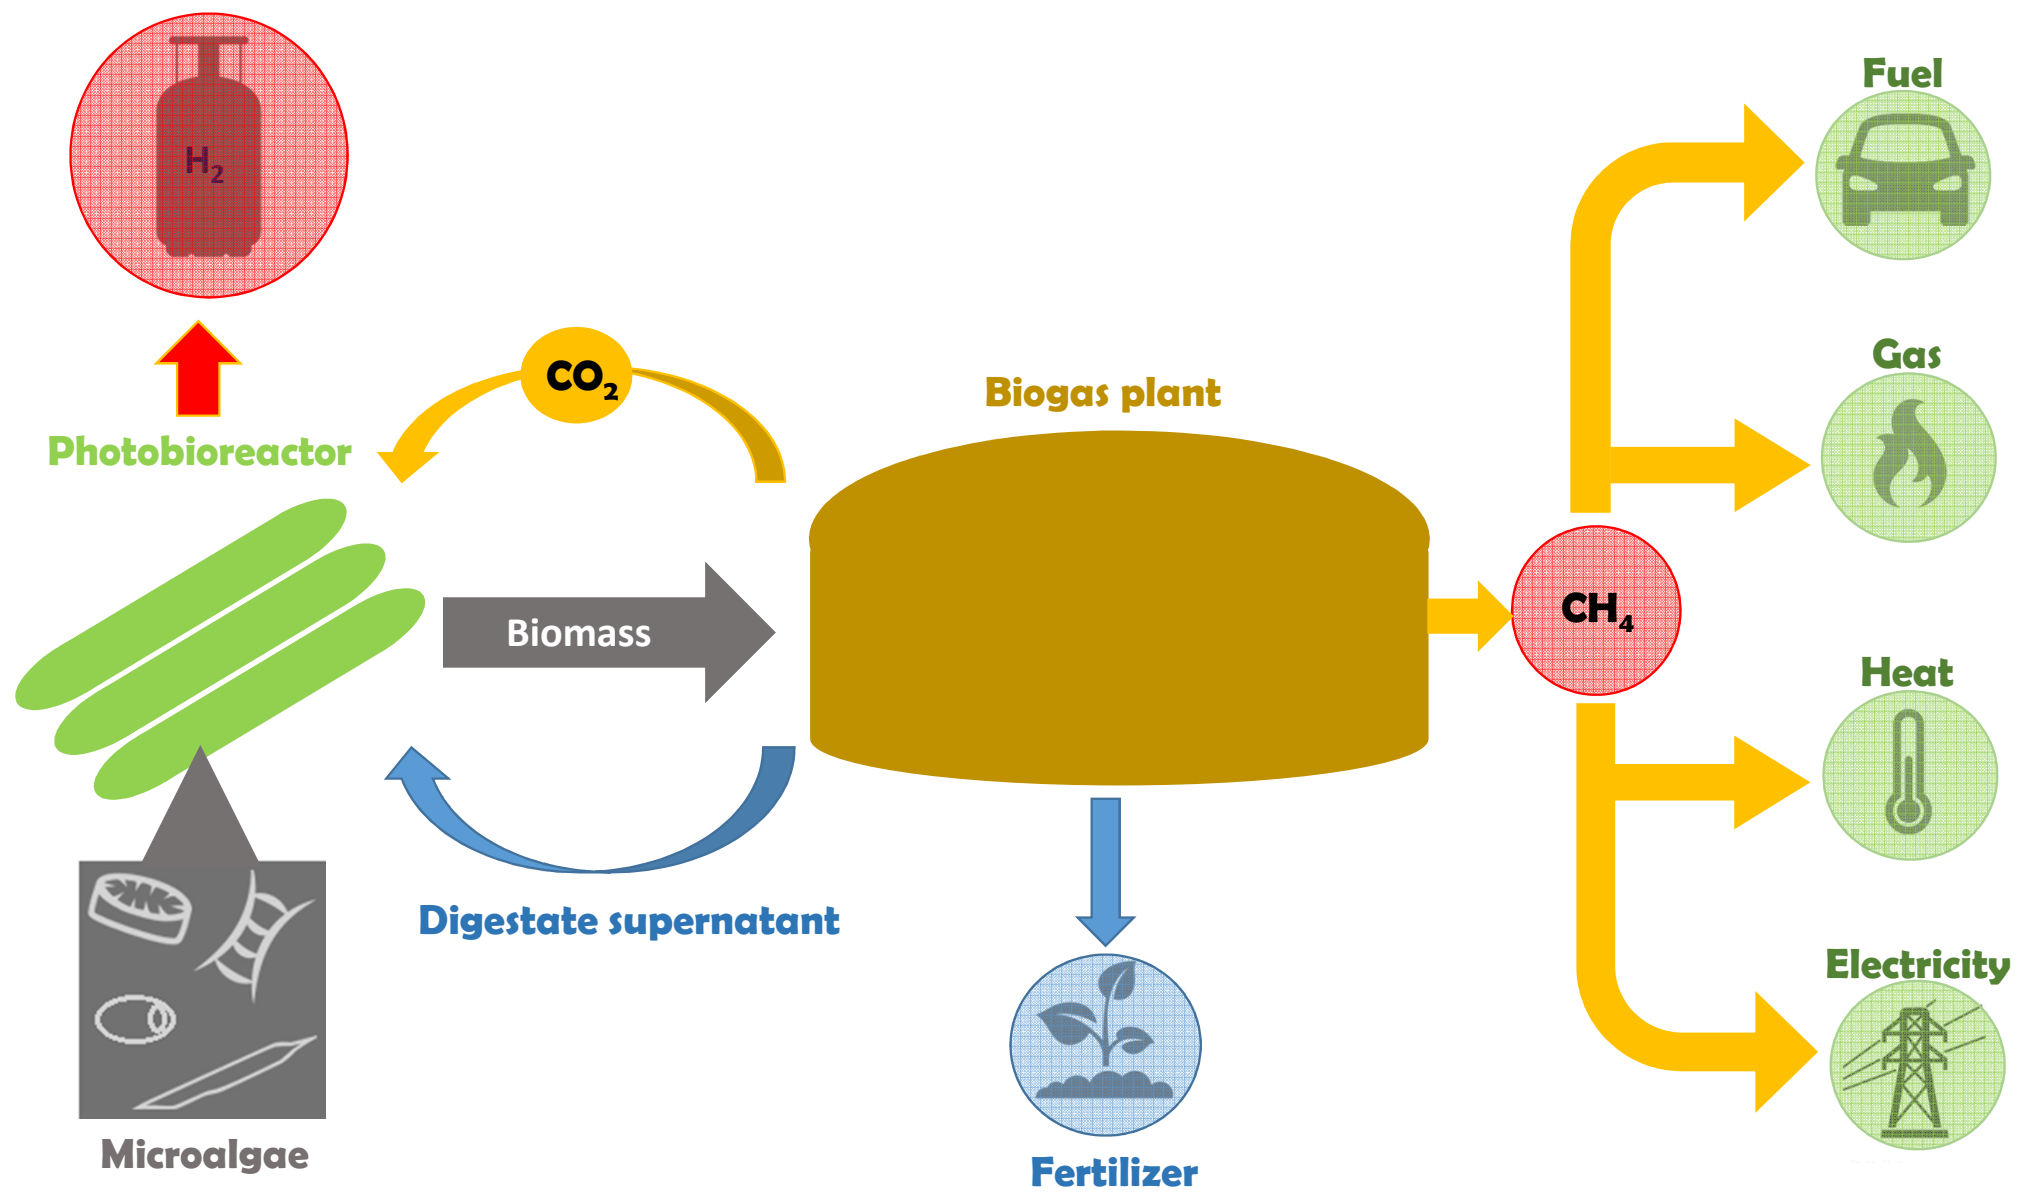 Fuel
H₂
Gas
CO₂
Biogas plant
Photobioreactor
CH₄
Biomass
Heat
Digestate supernatant
Electricity
Microalgae
Fertilizer